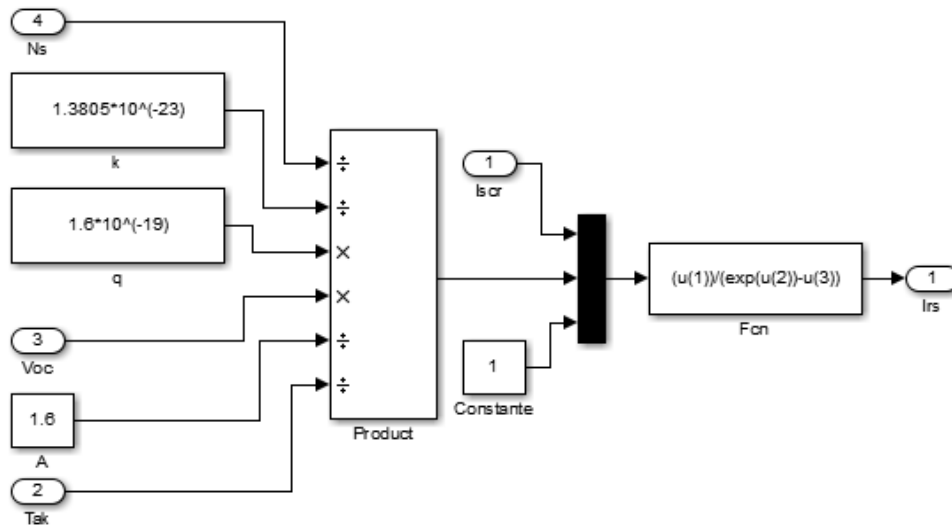 4
Ns
1.3805*10^(-23)
k
1.6*10^(-19)
q
3
Voc
1.6
A
2
Tak
÷
÷
×
×
÷
÷
Product
1
Iscr
1
Constante
(u(1))/(exp(u(2))-u(3))
Fcn
1
Irs